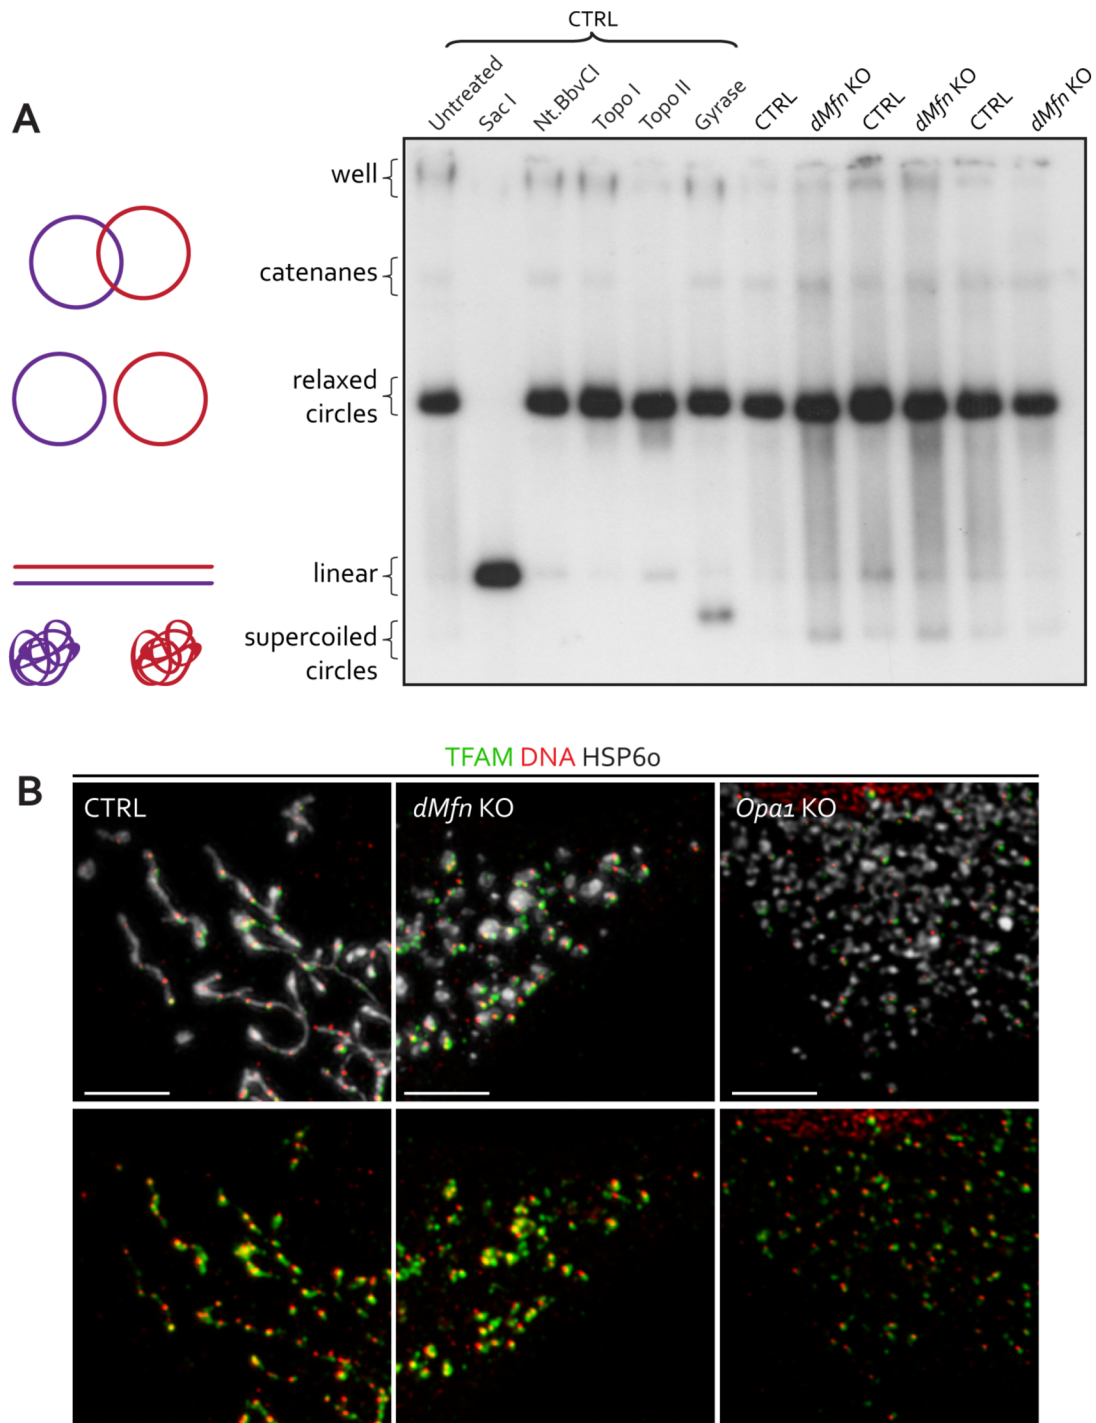 CTRL
A
Untreated
Sac I
Nt.BbvCI
Topo I
Topo II
Gyrase
CTRL
dMfn KO
CTRL
dMfn KO
CTRL
dMfn KO
well
catenanes
relaxed
circles
linear
supercoiled
circles
TFAM DNA HSP60
B
CTRL
dMfn KO
Opa1 KO